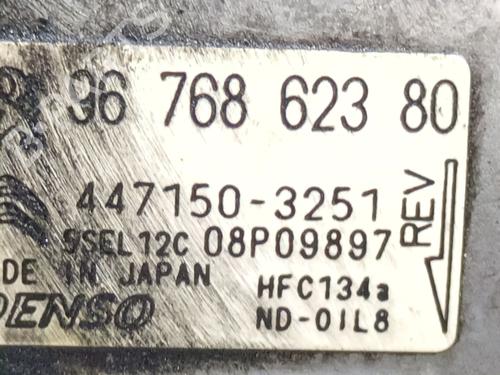 96 768 623 80
447150-3251
5SEL12C 08P09897
REV
DE IN JAPAN
HFC134a
DENSO
ND-OIL8